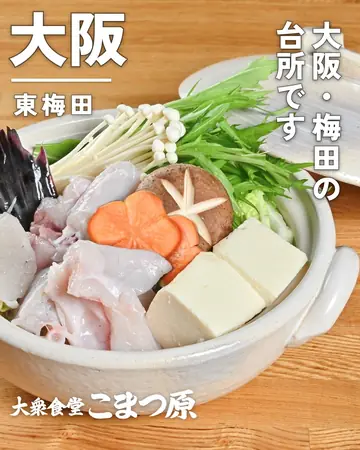 大阪
東梅田
大阪・梅田の
台所です
大衆食堂 こまつ原